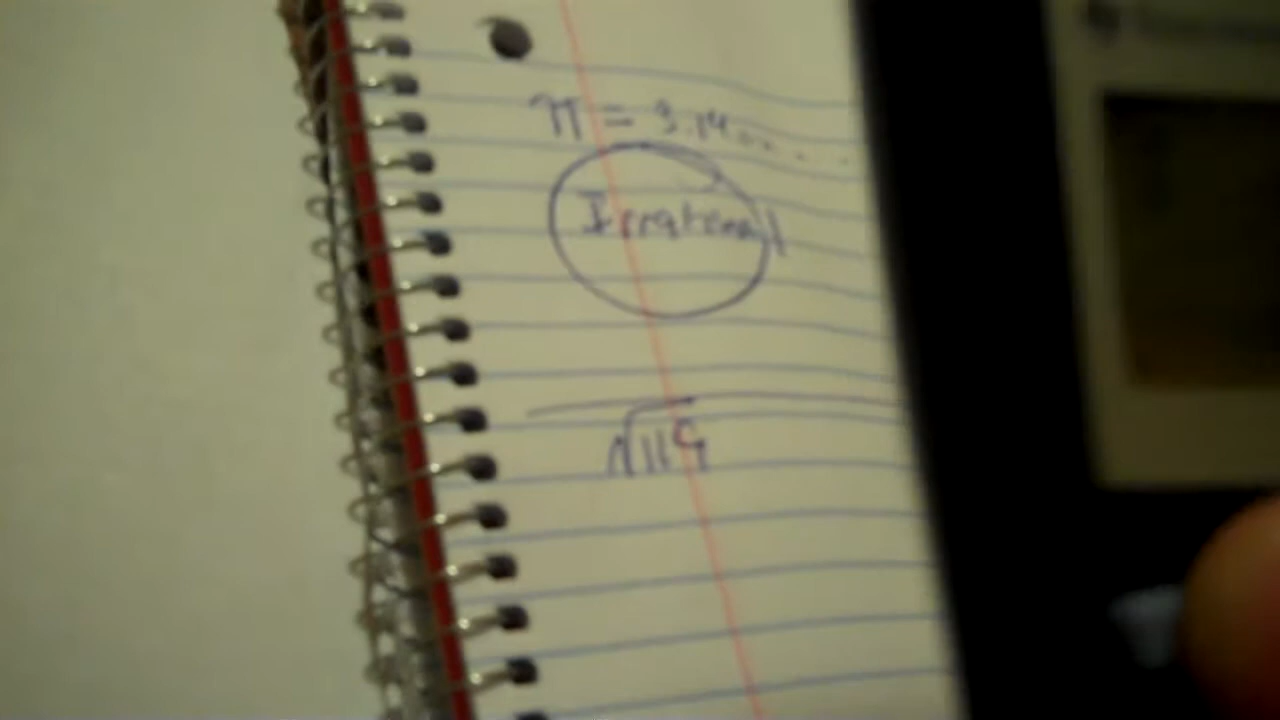 π = 3.14......
Irrational
√119